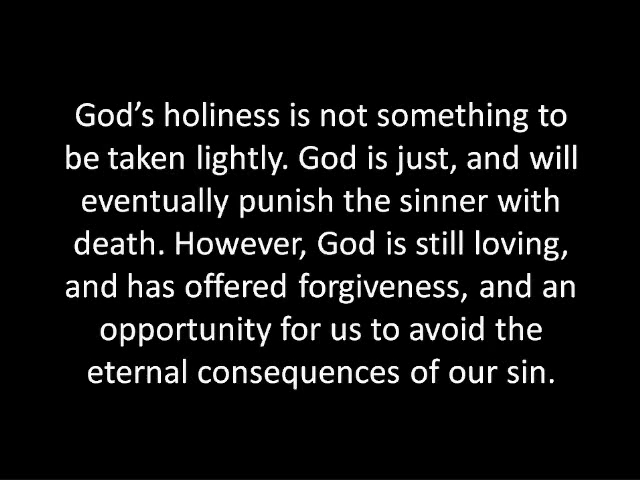 God’s holiness is not something to
be taken lightly. God is just, and will
eventually punish the sinner with
death. However, God is still loving,
and has offered forgiveness, and an
opportunity for us to avoid the
eternal consequences of our sin.